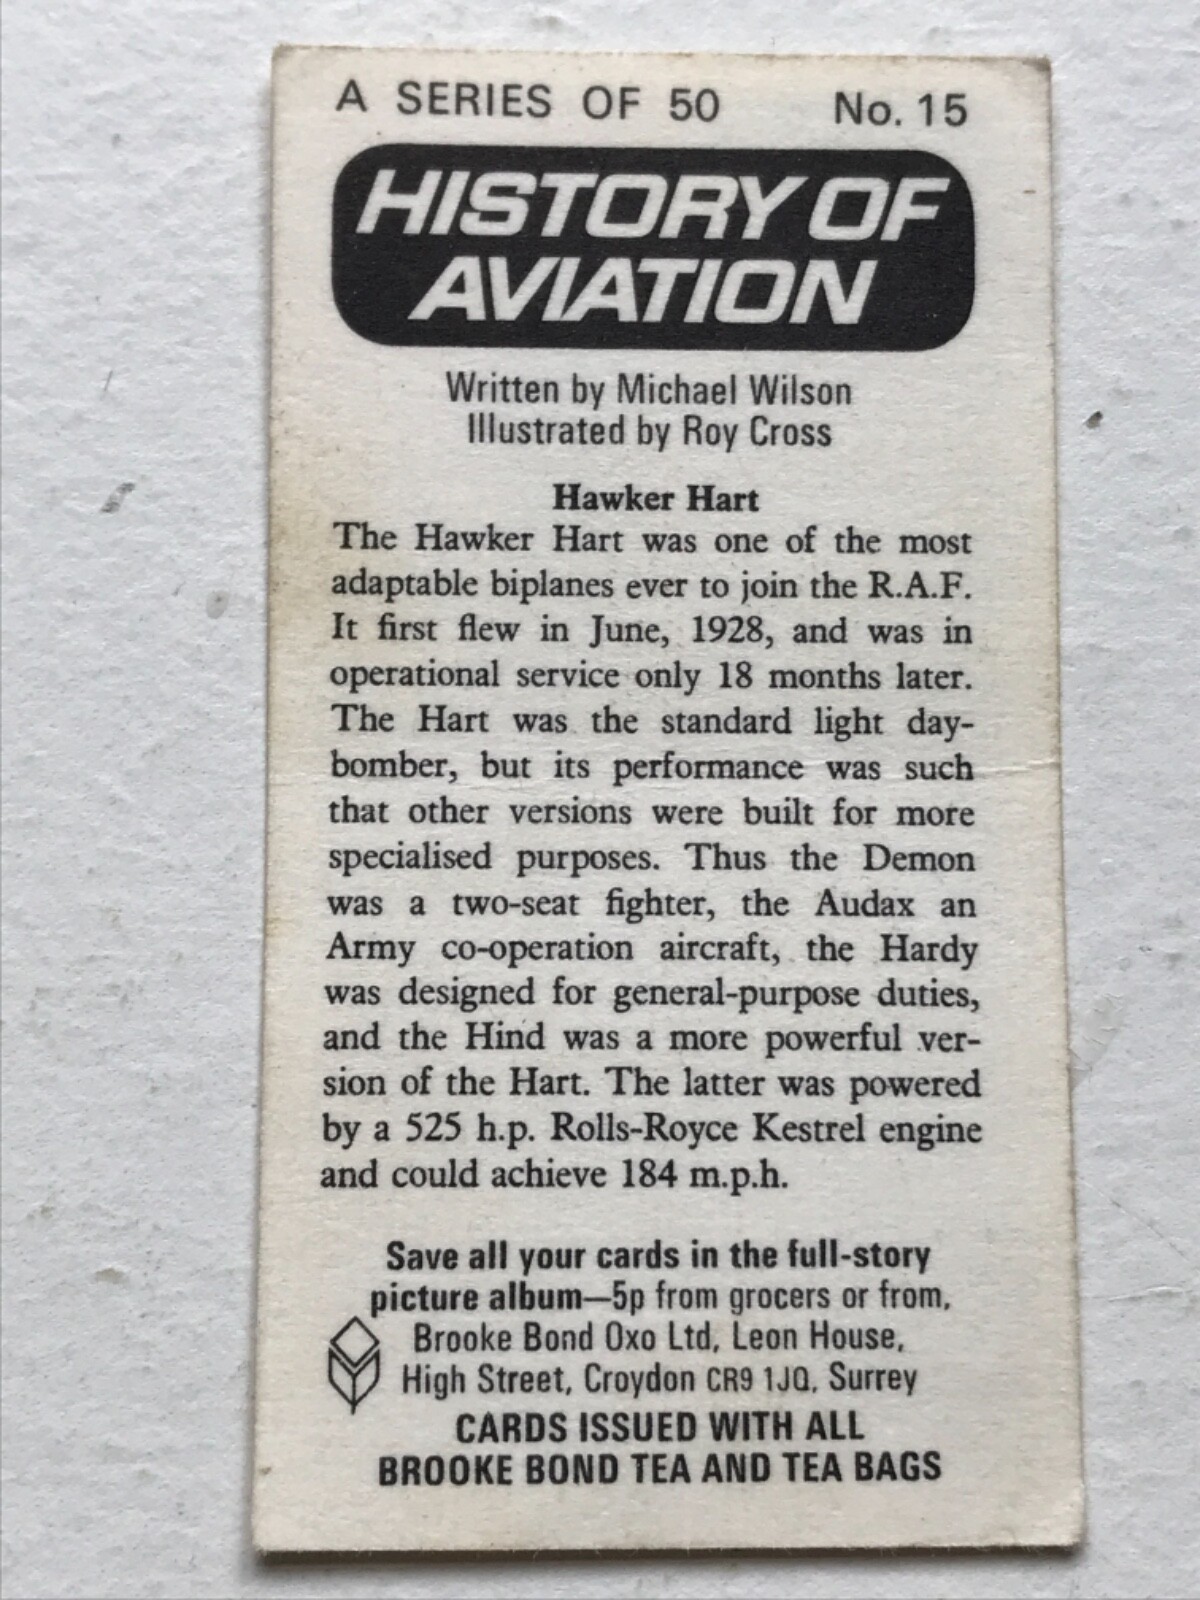 A SERIES OF 50 No. 15
HISTORY OF
AVIATION
Written by Michael Wilson
Illustrated by Roy Cross
Hawker Hart
The Hawker Hart was one of the most
adaptable biplanes ever to join the R.A.F.
It first flew in June, 1928, and was in
operational service only 18 months later.
The Hart was the standard light day-
bomber, but its performance was such
that other versions were built for more
specialised purposes. Thus the Demon
was a two-seat fighter, the Audax an
Army co-operation aircraft, the Hardy
was designed for general-purpose duties,
and the Hind was a more powerful ver-
sion of the Hart. The latter was powered
by a 525 h.p. Rolls-Royce Kestrel engine
and could achieve 184 m.p.h.
Save all your cards in the full-story
picture album—5p from grocers or from,
Brooke Bond Oxo Ltd, Leon House,
High Street, Croydon CR9 1JQ, Surrey
CARDS ISSUED WITH ALL
BROOKE BOND TEA AND TEA BAGS